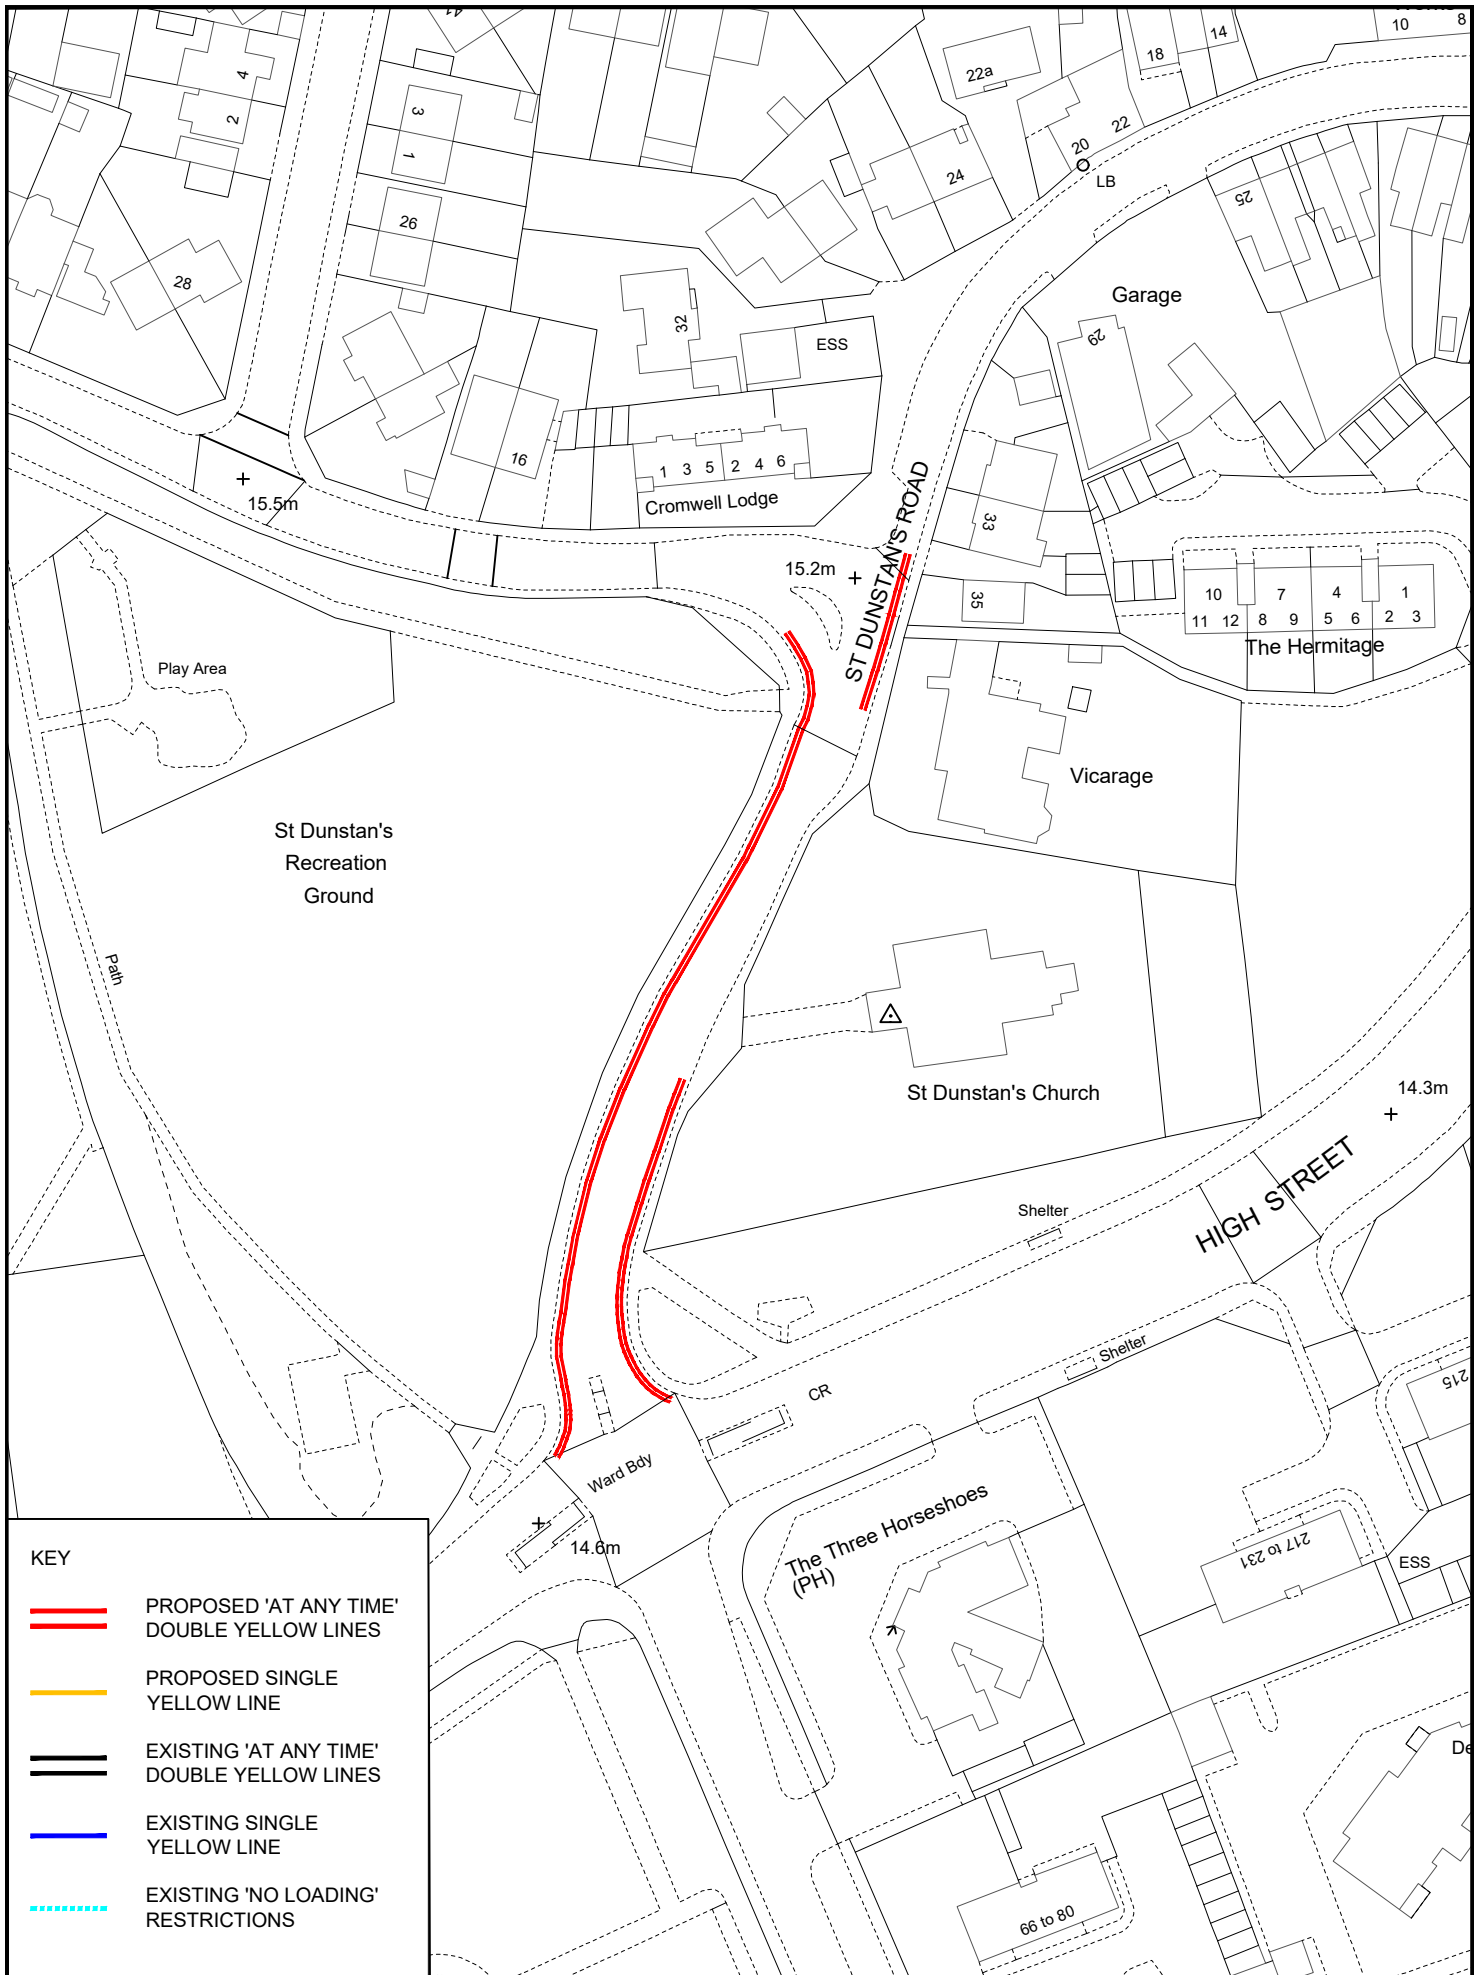 41
10
8
14
18
22a
4
2
3
1
22
20
LB
24
25
26
28
32
ESS
Garage
29
16
1 3 5 2 4 6
Cromwell Lodge
15.5m
ST DUNSTAN'S ROAD
33
15.2m
35
10 7 4 1
11 12 8 9 5 6 2 3
The Hermitage
Play Area
Vicarage
St Dunstan's
Recreation
Ground
Path
St Dunstan's Church
14.3m
HIGH STREET
Shelter
Shelter
CR
215
Ward Bdy
14.6m
The Three Horseshoes
(PH)
217 to 231
ESS
De
66 to 80
KEY
PROPOSED 'AT ANY TIME'
DOUBLE YELLOW LINES
PROPOSED SINGLE
YELLOW LINE
EXISTING 'AT ANY TIME'
DOUBLE YELLOW LINES
EXISTING SINGLE
YELLOW LINE
EXISTING 'NO LOADING'
RESTRICTIONS